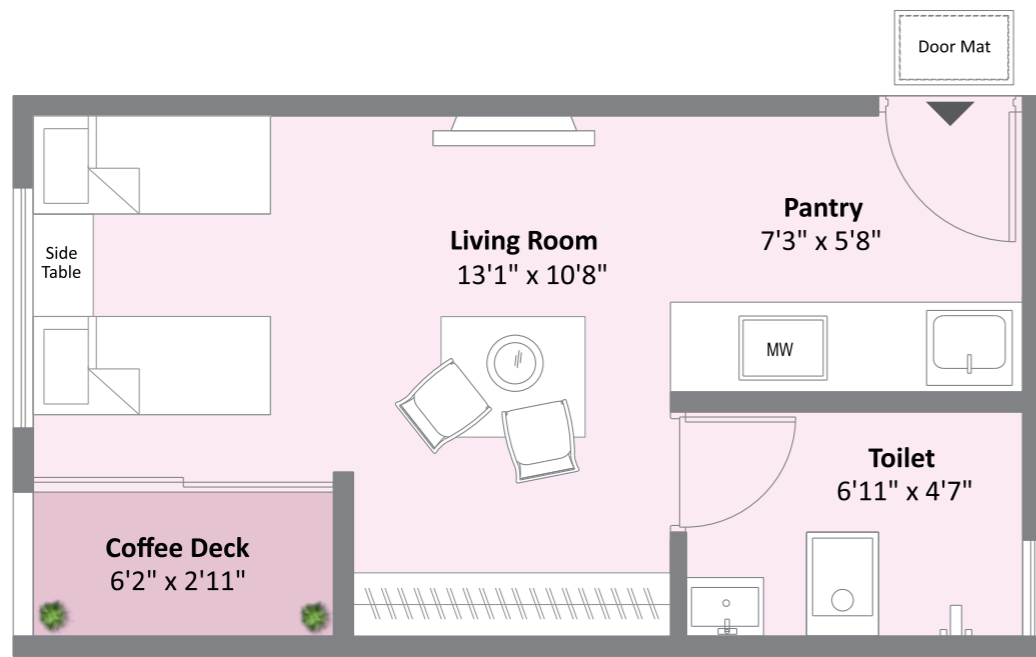 Door Mat
Pantry
7'3" x 5'8"
Living Room
13'1" x 10'8"
Side
Table
MW
Toilet
6'11" x 4'7"
Coffee Deck
6'2" x 2'11"